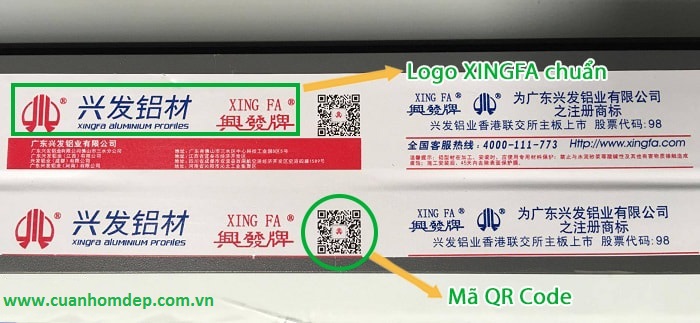 Logo XINGFA chuẩn
兴发铝材
Xingfa aluminium profiles
XING FA®
興發牌
广东兴发铝业有限公司
XING FA®
興發牌
为广东兴发铝业有限公司
之注册商标
兴发铝业香港联交所主板上市 股票代码:98
全国客服热线:4000-111-773 Http://www.xingfa.com
兴发铝材
Xingfa aluminium profiles
XING FA®
興發牌
XING FA®
興發牌
为广东兴发铝业有限公司
之注册商标
兴发铝业香港联交所主板上市 股票代码:98
Mã QR Code
www.cuanhomdep.com.vn